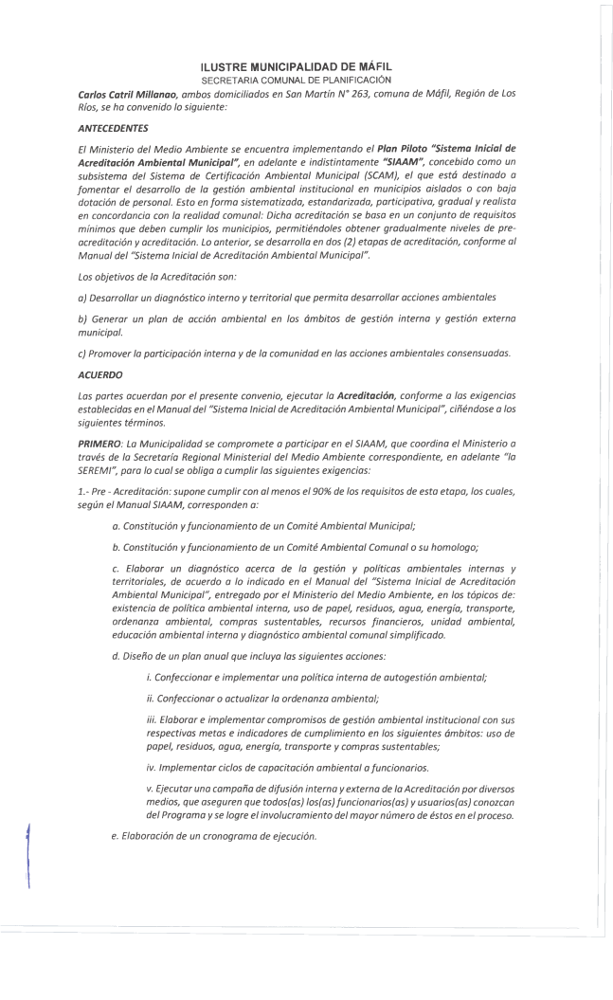 ILUSTRE MUNICIPALIDAD DE MÁFIL
SECRETARIA COMUNAL DE PLANIFICACIÓN
Carlos Catril Millanao, ambos domiciliados en San Martín N° 263, comuna de Máfil, Región de Los
Ríos, se ha convenido lo siguiente:
ANTECEDENTES
El Ministerio del Medio Ambiente se encuentra implementando el Plan Piloto “Sistema Inicial de
Acreditación Ambiental Municipal”, en adelante e indistintamente “SIAAM”, concebido como un
subsistema del Sistema de Certificación Ambiental Municipal (SCAM), el que está destinado a
fomentar el desarrollo de la gestión ambiental institucional en municipios aislados o con baja
dotación de personal. Esto en forma sistematizada, estandarizada, participativa, gradual y realista
en concordancia con la realidad comunal: Dicha acreditación se basa en un conjunto de requisitos
mínimos que deben cumplir los municipios, permitiéndoles obtener gradualmente niveles de pre-
acreditación y acreditación. Lo anterior, se desarrolla en dos (2) etapas de acreditación, conforme al
Manual del “Sistema Inicial de Acreditación Ambiental Municipal”.
Los objetivos de la Acreditación son:
a) Desarrollar un diagnóstico interno y territorial que permita desarrollar acciones ambientales
b) Generar un plan de acción ambiental en los ámbitos de gestión interna y gestión externa
municipal.
c) Promover la participación interna y de la comunidad en las acciones ambientales consensuadas.
ACUERDO
Las partes acuerdan por el presente convenio, ejecutar la Acreditación, conforme a las exigencias
establecidas en el Manual del “Sistema Inicial de Acreditación Ambiental Municipal”, ciñéndose a los
siguientes términos.
PRIMERO: La Municipalidad se compromete a participar en el SIAAM, que coordina el Ministerio a
través de la Secretaría Regional Ministerial del Medio Ambiente correspondiente, en adelante “la
SEREMI”, para lo cual se obliga a cumplir las siguientes exigencias:
1.- Pre - Acreditación: supone cumplir con al menos el 90% de los requisitos de esta etapa, los cuales,
según el Manual SIAAM, corresponden a:
a. Constitución y funcionamiento de un Comité Ambiental Municipal;
b. Constitución y funcionamiento de un Comité Ambiental Comunal o su homologo;
c. Elaborar un diagnóstico acerca de la gestión y políticas ambientales internas y
territoriales, de acuerdo a lo indicado en el Manual del “Sistema Inicial de Acreditación
Ambiental Municipal”, entregado por el Ministerio del Medio Ambiente, en los tópicos de:
existencia de política ambiental interna, uso de papel, residuos, agua, energía, transporte,
ordenanza ambiental, compras sustentables, recursos financieros, unidad ambiental,
educación ambiental interna y diagnóstico ambiental comunal simplificado.
d. Diseño de un plan anual que incluya las siguientes acciones:
i. Confeccionar e implementar una política interna de autogestión ambiental;
ii. Confeccionar o actualizar la ordenanza ambiental;
iii. Elaborar e implementar compromisos de gestión ambiental institucional con sus
respectivas metas e indicadores de cumplimiento en los siguientes ámbitos: uso de
papel, residuos, agua, energía, transporte y compras sustentables;
iv. Implementar ciclos de capacitación ambiental a funcionarios.
v. Ejecutar una campaña de difusión interna y externa de la Acreditación por diversos
medios, que aseguren que todos(as) los(as) funcionarios(as) y usuarios(as) conozcan
del Programa y se logre el involucramiento del mayor número de éstos en el proceso.
e. Elaboración de un cronograma de ejecución.